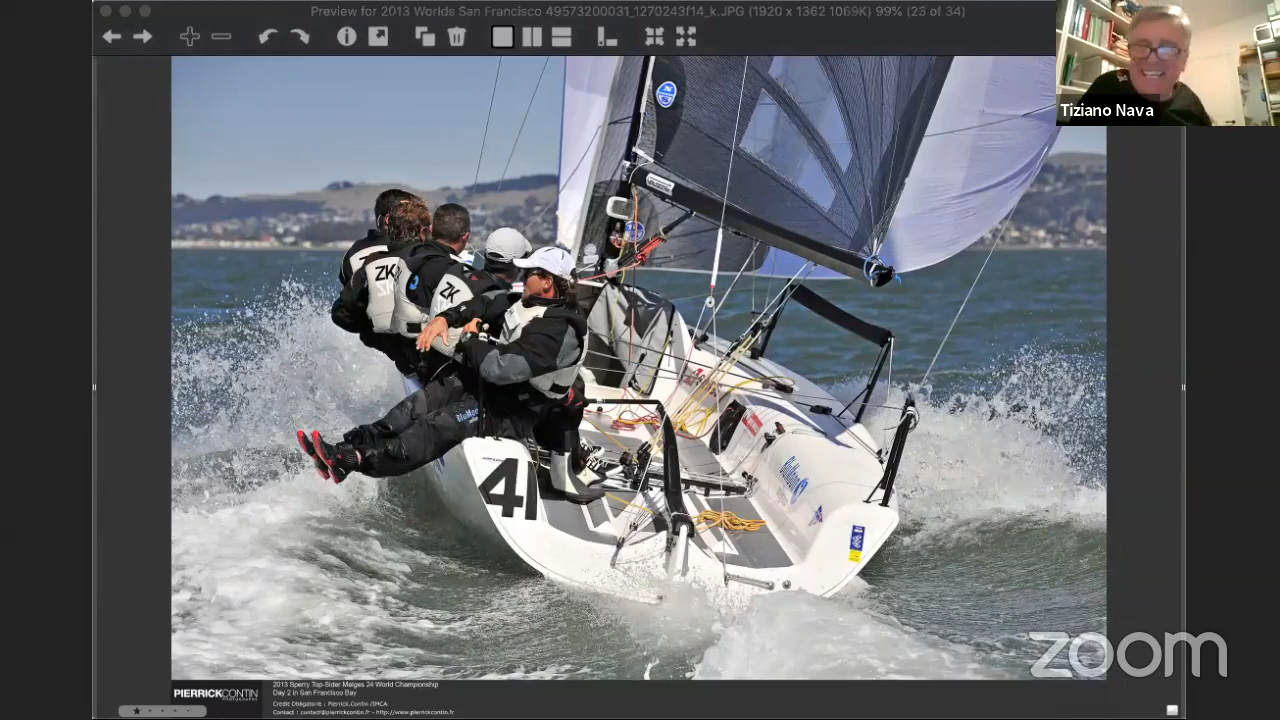 Preview for 2013 Worlds San Francisco 49573200031_1270243f14_k.JPG (1920 x 1362 1069K) 99% (23 of 34)
Tiziano Nava
N
S
ZK
ZK
41
zoom
PIERRICKCONTIN
2013 Sperry Top-Sider Melges 24 World Championship
Day 2 in San Francisco Bay
Credit Obligatoire : Pierrick Contin /IMCA
Contact : contact@pierrickcontin.fr - http://www.pierrickcontin.fr